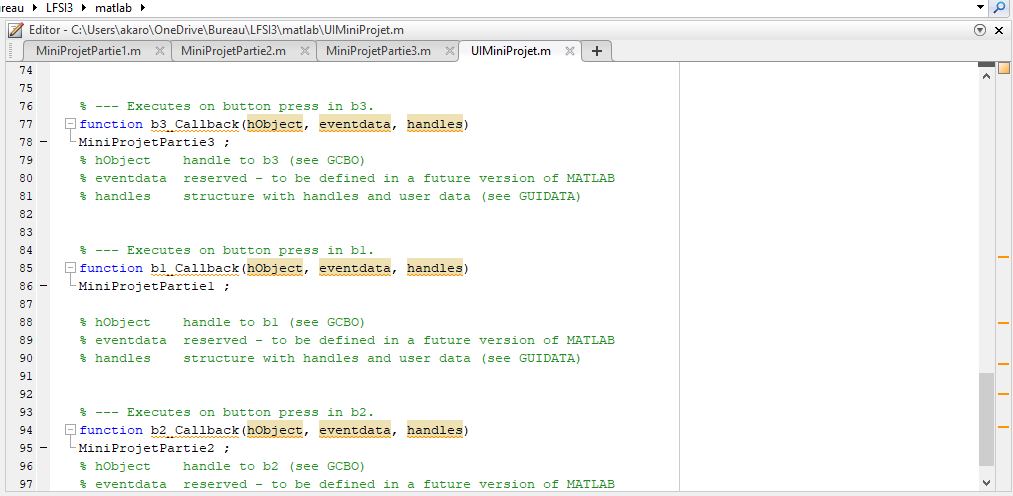 reau ▸ LFSI3 ▸ matlab ▸
Editor - C:\Users\akaro\OneDrive\Bureau\LFSI3\matlab\UIMiniProjet.m
MiniProjetPartie1.m MiniProjetPartie2.m MiniProjetPartie3.m UIMiniProjet.m
74
75
76 % --- Executes on button press in b3.
77 function b3_Callback(hObject, eventdata, handles)
78 – MiniProjetPartie3 ;
79 % hObject    handle to b3 (see GCBO)
80 % eventdata  reserved - to be defined in a future version of MATLAB
81 % handles    structure with handles and user data (see GUIDATA)
82
83
84 % --- Executes on button press in b1.
85 function b1_Callback(hObject, eventdata, handles)
86 – MiniProjetPartie1 ;
87
88 % hObject    handle to b1 (see GCBO)
89 % eventdata  reserved - to be defined in a future version of MATLAB
90 % handles    structure with handles and user data (see GUIDATA)
91
92
93 % --- Executes on button press in b2.
94 function b2_Callback(hObject, eventdata, handles)
95 – MiniProjetPartie2 ;
96 % hObject    handle to b2 (see GCBO)
97 % eventdata  reserved - to be defined in a future version of MATLAB